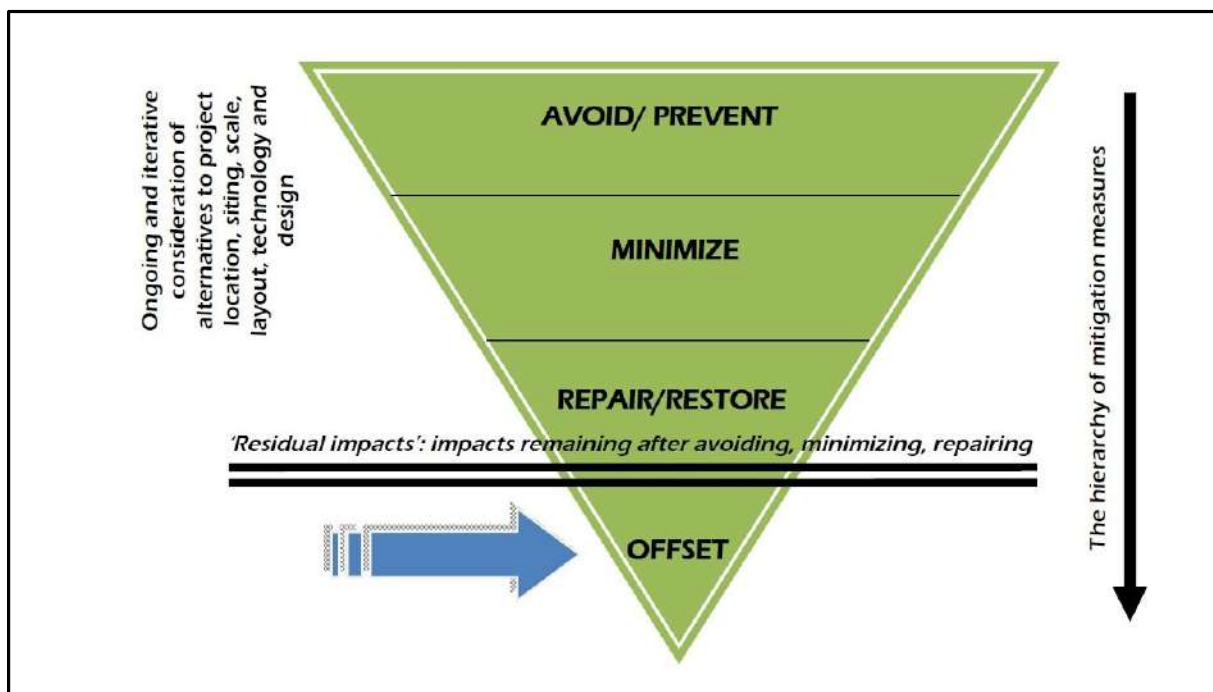 Ongoing and iterative
consideration of
alternatives to project
location, siting, scale,
layout, technology and
design
AVOID/ PREVENT
MINIMIZE
REPAIR/RESTORE
‘Residual impacts’: impacts remaining after avoiding, minimizing, repairing
OFFSET
The hierarchy of mitigation measures